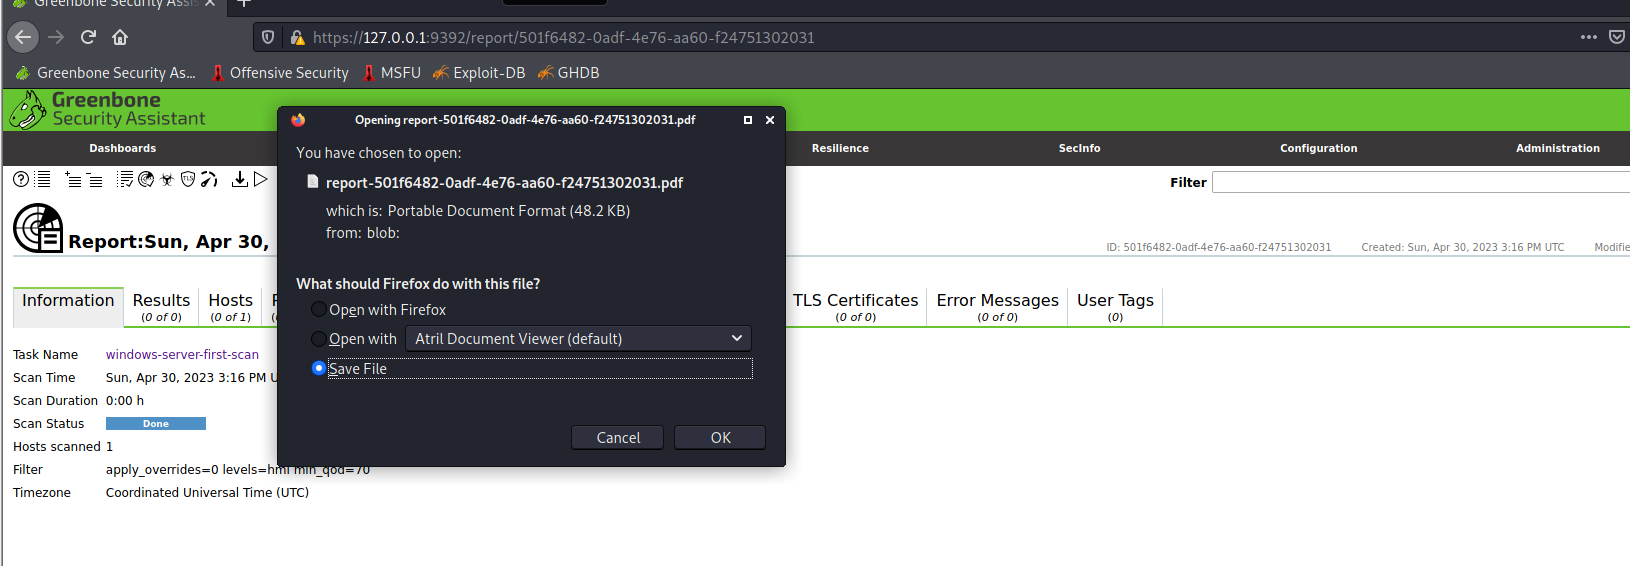 Greenbone Security Assis
https://127.0.0.1:9392/report/501f6482-0adf-4e76-aa60-f24751302031
Greenbone Security As... Offensive Security MSFU Exploit-DB GHDB
Greenbone
Security Assistant
Dashboards Resilience SecInfo Configuration Administration
Filter
Report:Sun, Apr 30,
ID: 501f6482-0adf-4e76-aa60-f24751302031 Created: Sun, Apr 30, 2023 3:16 PM UTC Modifie
Information Results Hosts TLS Certificates Error Messages User Tags
(0 of 0) (0 of 1) (0 of 0) (0 of 0) (0)
Task Name windows-server-first-scan
Scan Time Sun, Apr 30, 2023 3:16 PM U
Scan Duration 0:00 h
Scan Status Done
Hosts scanned 1
Filter apply_overrides=0 levels=hml min_qod=70
Timezone Coordinated Universal Time (UTC)
Opening report-501f6482-0adf-4e76-aa60-f24751302031.pdf
You have chosen to open:
report-501f6482-0adf-4e76-aa60-f24751302031.pdf
which is: Portable Document Format (48.2 KB)
from: blob:
What should Firefox do with this file?
Open with Firefox
Open with Atril Document Viewer (default)
Save File
Cancel OK